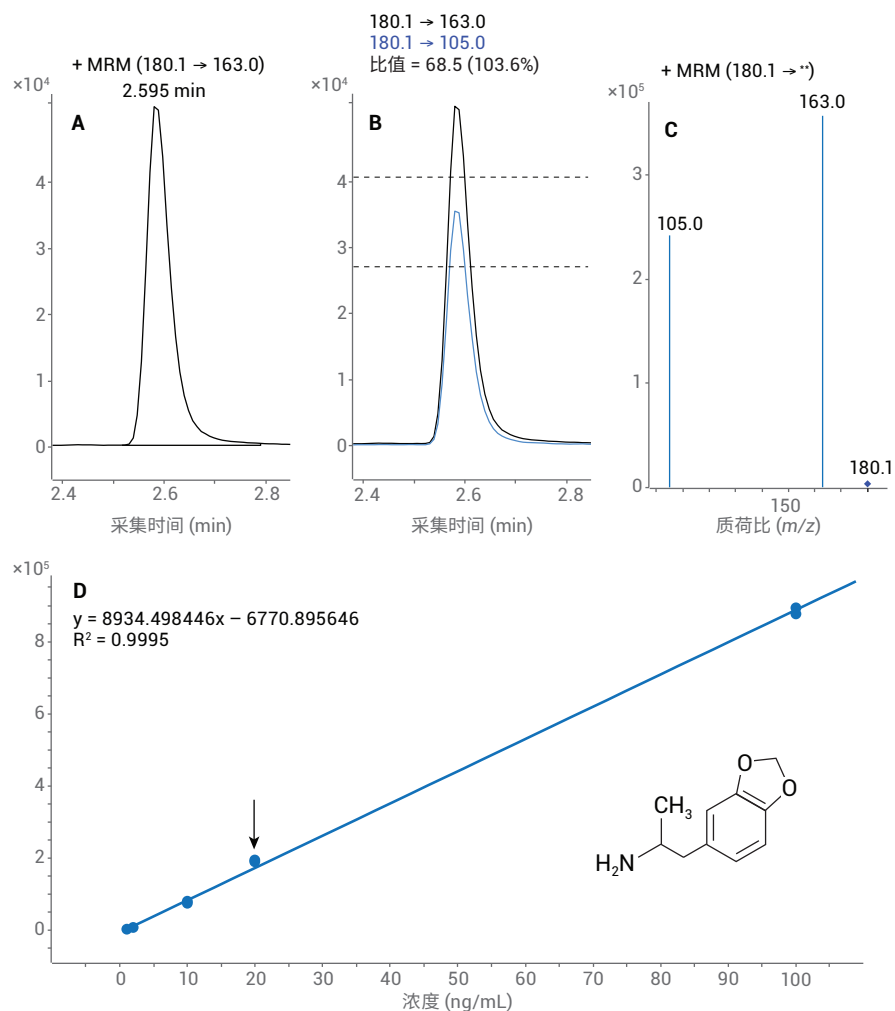 + MRM (180.1 → 163.0)
2.595 min
×10⁴
A
4
3
2
1
0
2.4
2.6
2.8
采集时间 (min)
180.1 → 163.0
180.1 → 105.0
比值 = 68.5 (103.6%)
×10⁴
B
4
3
2
1
0
2.4
2.6
2.8
采集时间 (min)
+ MRM (180.1 → **)
×10⁵
C
163.0
105.0
180.1
3
2
1
0
150
质荷比 (m/z)
×10⁵
D
y = 8934.498446x – 6770.895646
R² = 0.9995
8
6
4
2
0
0 10 20 30 40 50 60 70 80 90 100
浓度 (ng/mL)
O
O
CH₃
H₂N